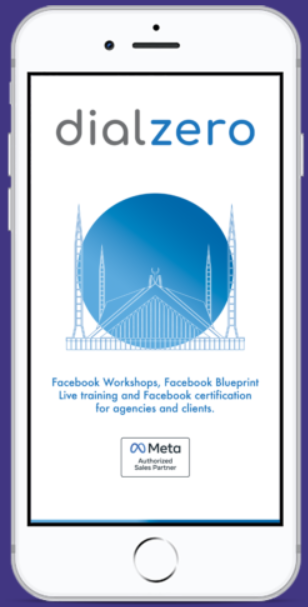 dialzero
Facebook Workshops, Facebook Blueprint
Live training and Facebook certification
for agencies and clients.
Meta
Authorized
Sales Partner